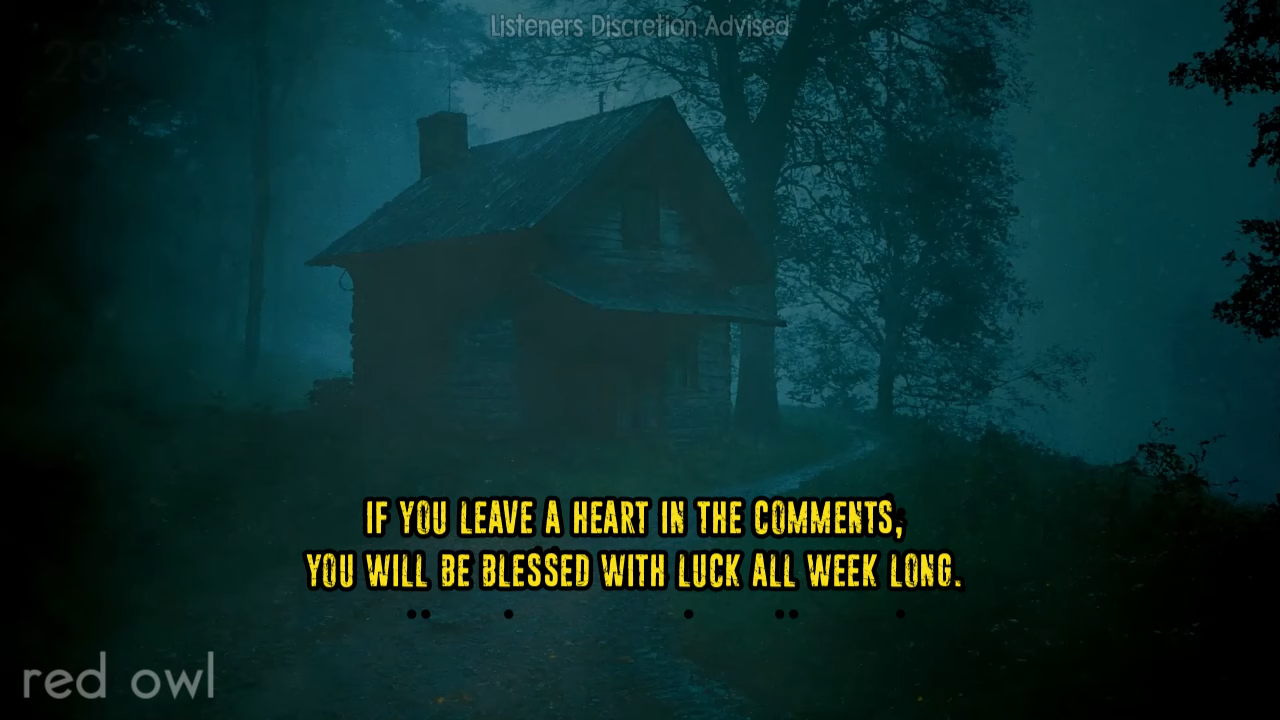 Listeners Discretion Advised
28
IF YOU LEAVE A HEART IN THE COMMENTS,
YOU WILL BE BLESSED WITH LUCK ALL WEEK LONG.
red owl